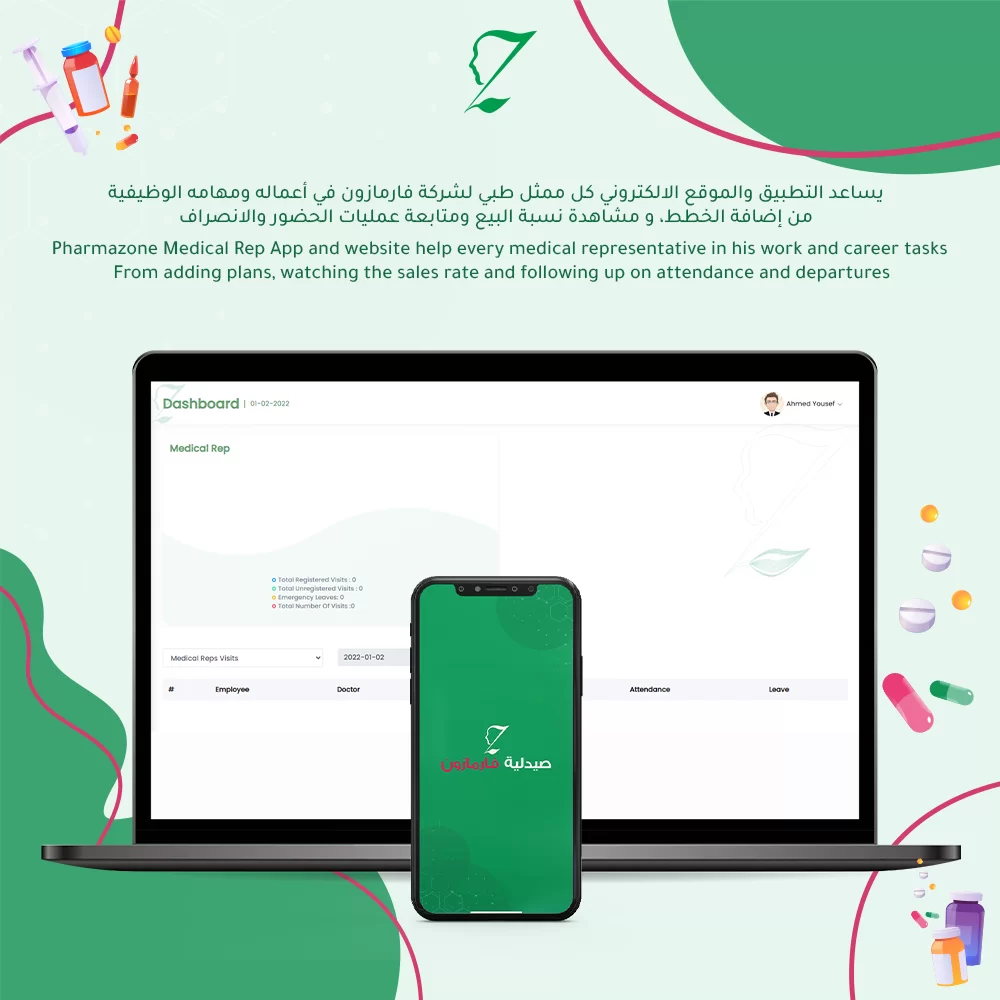 يساعد التطبيق والموقع الالكتروني كل ممثل طبي لشركة فارمازون في أعماله ومهامه الوظيفية
من إضافة الخطط، و مشاهدة نسبة البيع ومتابعة عمليات الحضور والانصراف
Pharmazone Medical Rep App and website help every medical representative in his work and career tasks
From adding plans, watching the sales rate and following up on attendance and departures
Dashboard | 01-02-2022
Ahmed Yousef
Medical Rep
Total Registered Visits : 0
Total Unregistered Visits : 0
Emergency Leaves: 0
Total Number Of Visits :0
Medical Reps Visits
2022-01-02
# Employee Doctor Attendance Leave
صيدلية فارمازون